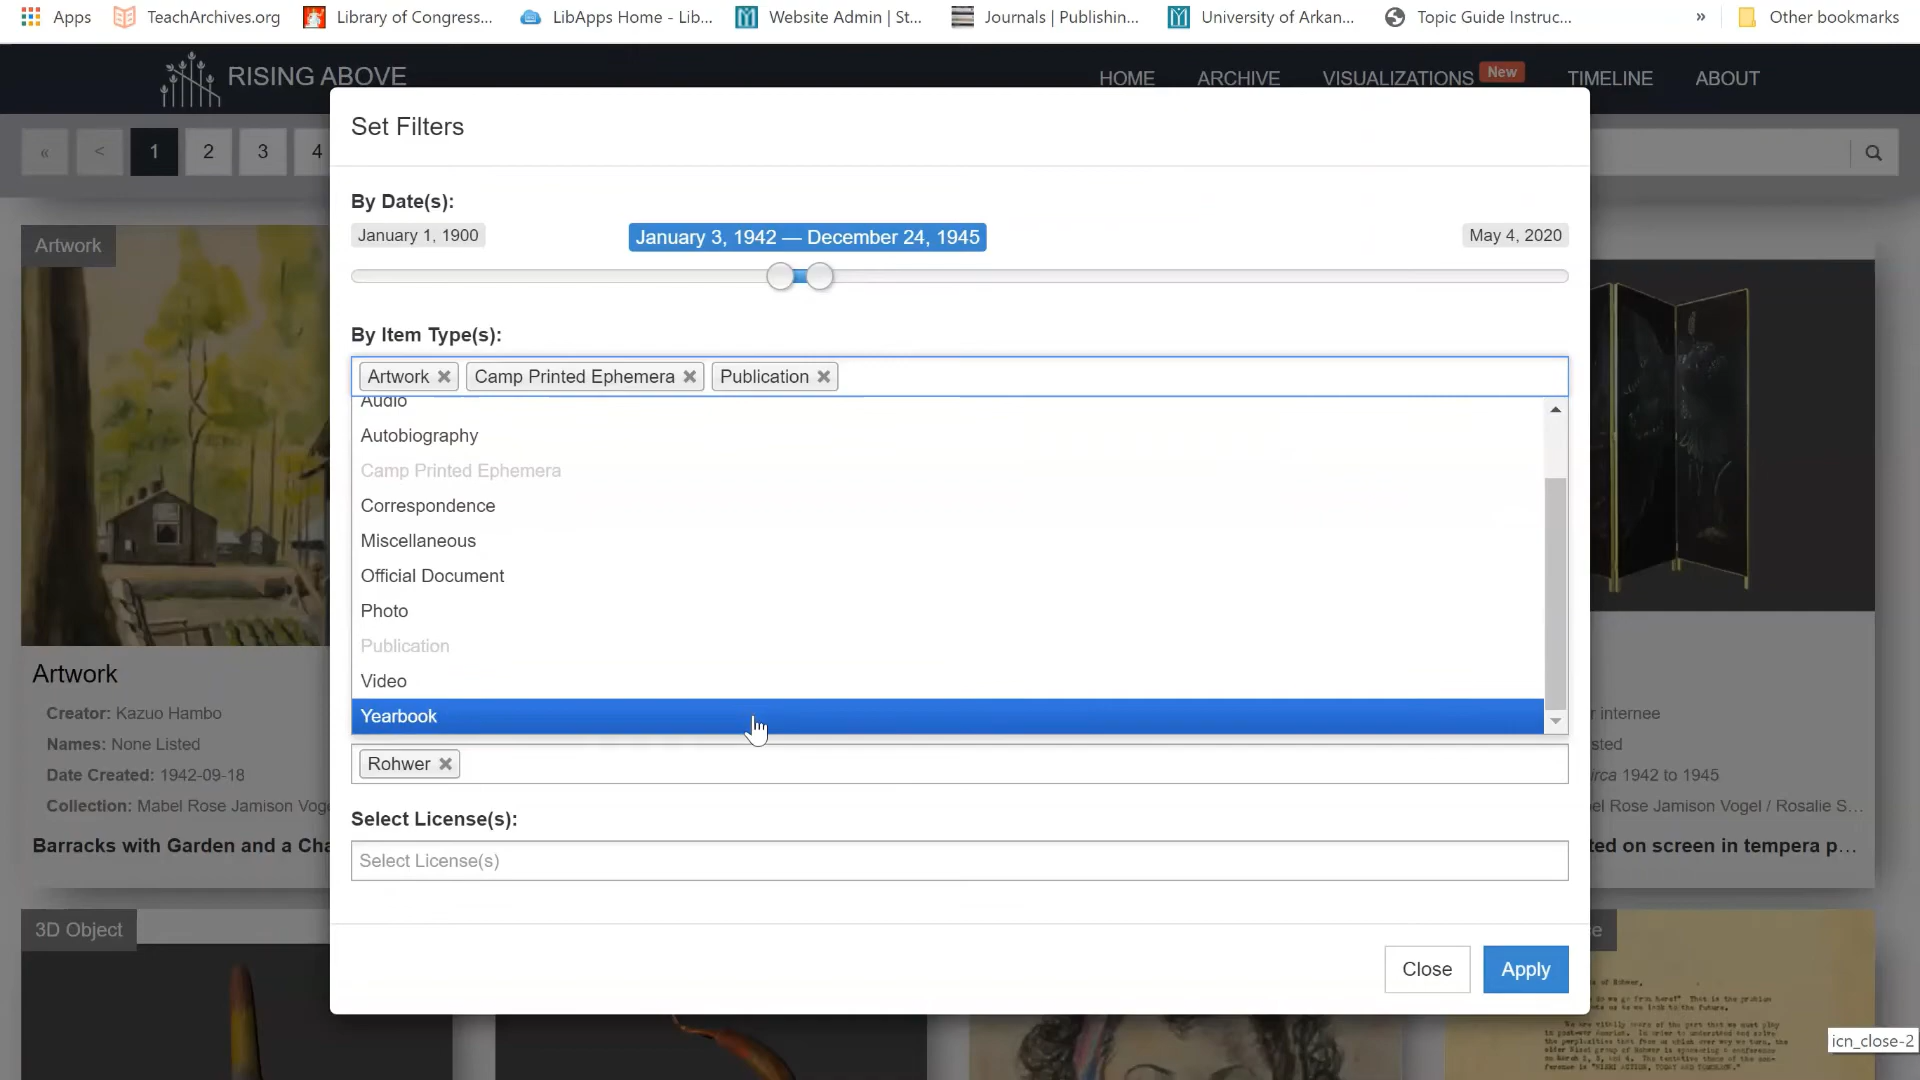 Apps TeachArchives.org Library of Congress... LibApps Home - Lib... Website Admin | St... Journals | Publishin... University of Arkan... Topic Guide Instruc... » Other bookmarks
RISING ABOVE HOME ARCHIVE VISUALIZATIONS New TIMELINE ABOUT
« < 1 2 3 4
Set Filters
By Date(s):
January 1, 1900 January 3, 1942 — December 24, 1945 May 4, 2020
By Item Type(s):
Artwork Camp Printed Ephemera Publication
Audio
Autobiography
Camp Printed Ephemera
Correspondence
Miscellaneous
Official Document
Photo
Publication
Video
Yearbook
Rohwer
Select License(s):
Select License(s)
Close Apply
Artwork
Artwork
Creator: Kazuo Hambo
Names: None Listed
Date Created: 1942-09-18
Collection: Mabel Rose Jamison Vog
Barracks with Garden and a Cha
3D Object
r internee
sted
irca 1942 to 1945
el Rose Jamison Vogel / Rosalie S...
ted on screen in tempera p...
e
icn_close-2